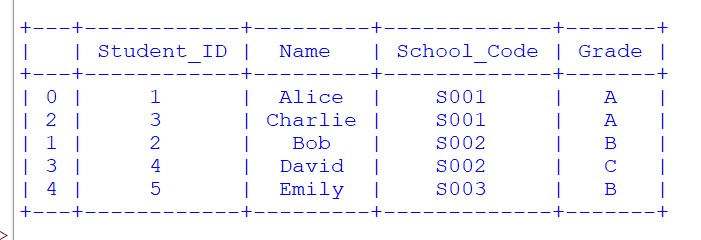 +---+------------+---------+-------------+-------+
|   | Student_ID |  Name   | School_Code | Grade |
+---+------------+---------+-------------+-------+
| 0 |     1      |  Alice  |    S001     |   A   |
| 2 |     3      | Charlie |    S001     |   A   |
| 1 |     2      |   Bob   |    S002     |   B   |
| 3 |     4      |  David  |    S002     |   C   |
| 4 |     5      |  Emily  |    S003     |   B   |
+---+------------+---------+-------------+-------+
>